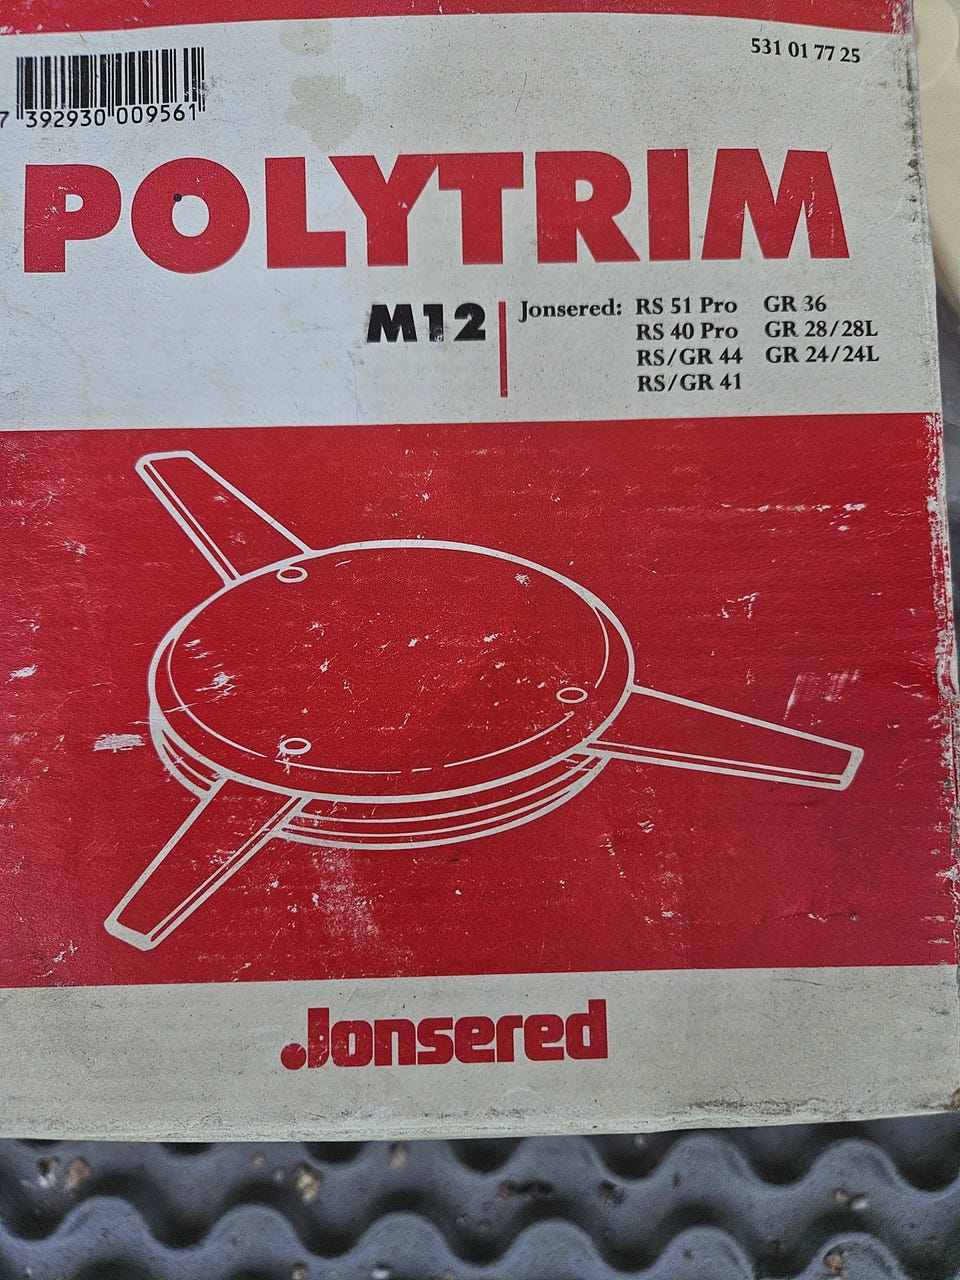 531 01 77 25
7 392930 009561
POLYTRIM
M12
Jonsered: RS 51 Pro GR 36
RS 40 Pro GR 28/28L
RS/GR 44 GR 24/24L
RS/GR 41
Jonsered